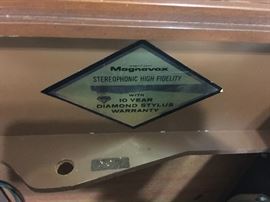 Magnavox
STEREOPHONIC HIGH FIDELITY
WITH
10 YEAR
DIAMOND STYLUS
WARRANTY